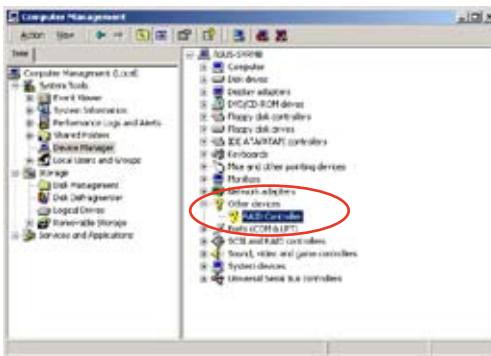 Computer Management
Action View
Tree
Computer Management (Local)
System Tools
Event Viewer
System Information
Performance Logs and Alerts
Shared Folders
Device Manager
Local Users and Groups
Storage
Disk Management
Disk Defragmenter
Logical Drives
Removable Storage
Services and Applications
Computer
Disk drives
Display adapters
DVD/CD-ROM drives
Floppy disk controllers
Floppy disk drives
IDE ATA/ATAPI controllers
Keyboards
Mice and other pointing devices
Monitors
Network adapters
Other devices
RAID Controller
Ports (COM & LPT)
SCSI and RAID controllers
Sound, video and game controllers
System devices
Universal Serial Bus controllers